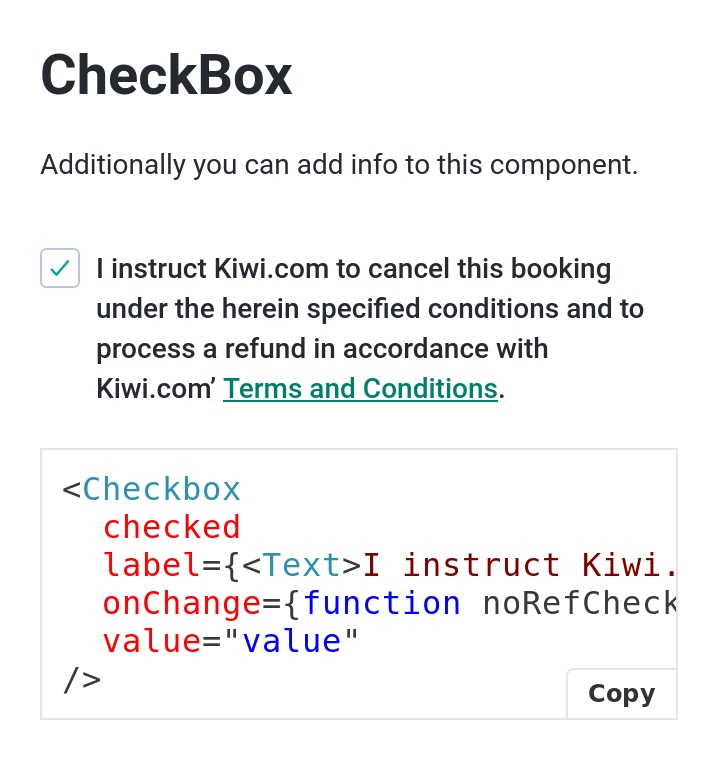 CheckBox
Additionally you can add info to this component.
I instruct Kiwi.com to cancel this booking
under the herein specified conditions and to
process a refund in accordance with
Kiwi.com’ Terms and Conditions.
<Checkbox
  checked
  label={<Text>I instruct Kiwi.
  onChange={function noRefCheck
  value="value"
/>
Copy